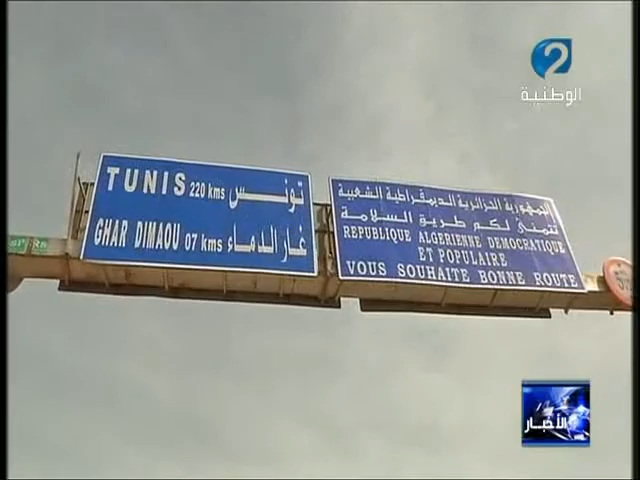 2
الوطنية
TUNIS 220 kms تونس
GHAR DIMAOU 07 kms غار الدماء
الجمهورية الجزائرية الديمقراطية الشعبية
تتمنى لكم طريق السلامة
REPUBLIQUE ALGERIENNE DEMOCRATIQUE
ET POPULAIRE
VOUS SOUHAITE BONNE ROUTE
الأخبار